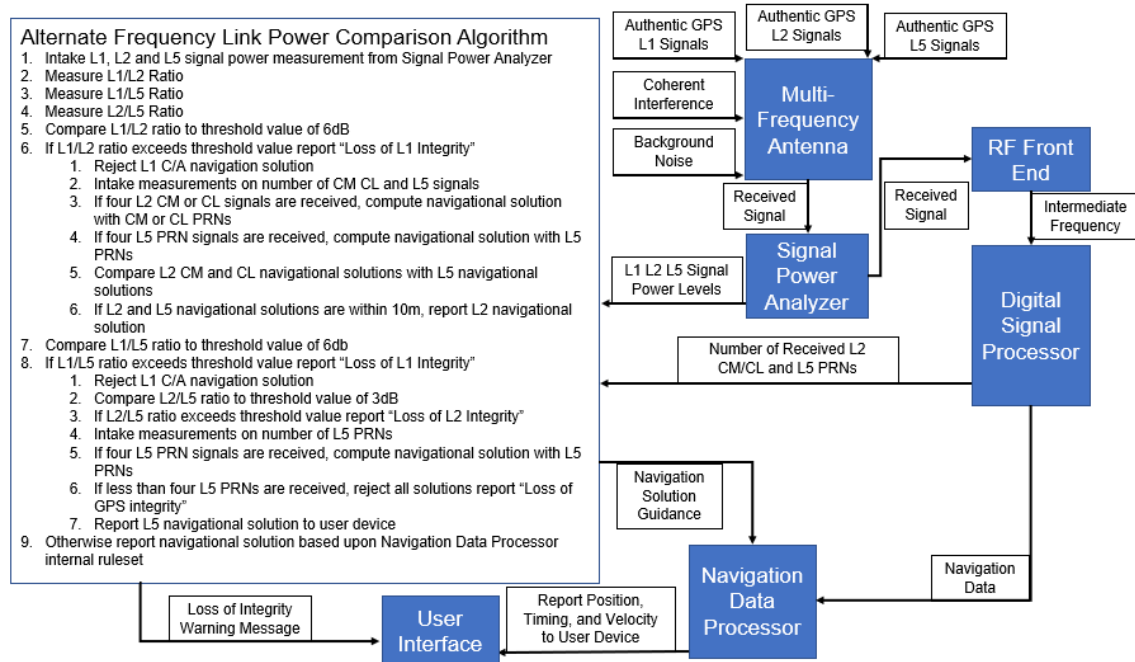 Alternate Frequency Link Power Comparison Algorithm
1. Intake L1, L2 and L5 signal power measurement from Signal Power Analyzer
2. Measure L1/L2 Ratio
3. Measure L1/L5 Ratio
4. Measure L2/L5 Ratio
5. Compare L1/L2 ratio to threshold value of 6dB
6. If L1/L2 ratio exceeds threshold value report “Loss of L1 Integrity”
1. Reject L1 C/A navigation solution
2. Intake measurements on number of CM CL and L5 signals
3. If four L2 CM or CL signals are received, compute navigational solution
with CM or CL PRNs
4. If four L5 PRN signals are received, compute navigational solution with L5
PRNs
5. Compare L2 CM and CL navigational solutions with L5 navigational
solutions
6. If L2 and L5 navigational solutions are within 10m, report L2 navigational
solution
7. Compare L1/L5 ratio to threshold value of 6db
8. If L1/L5 ratio exceeds threshold value report “Loss of L1 Integrity”
1. Reject L1 C/A navigation solution
2. Compare L2/L5 ratio to threshold value of 3dB
3. If L2/L5 ratio exceeds threshold value report “Loss of L2 Integrity”
4. Intake measurements on number of L5 PRNs
5. If four L5 PRN signals are received, compute navigational solution with L5
PRNs
6. If less than four L5 PRNs are received, reject all solutions report “Loss of
GPS integrity”
7. Report L5 navigational solution to user device
9. Otherwise report navigational solution based upon Navigation Data Processor
internal ruleset
Authentic GPS
L1 Signals
Authentic GPS
L2 Signals
Authentic GPS
L5 Signals
Coherent
Interference
Background
Noise
Multi-
Frequency
Antenna
RF Front
End
Received
Signal
Received
Signal
Intermediate
Frequency
L1 L2 L5 Signal
Power Levels
Signal
Power
Analyzer
Digital
Signal
Processor
Number of Received L2
CM/CL and L5 PRNs
Navigation
Solution
Guidance
Navigation
Data
Loss of Integrity
Warning Message
User
Interface
Report Position,
Timing, and Velocity
to User Device
Navigation
Data
Processor